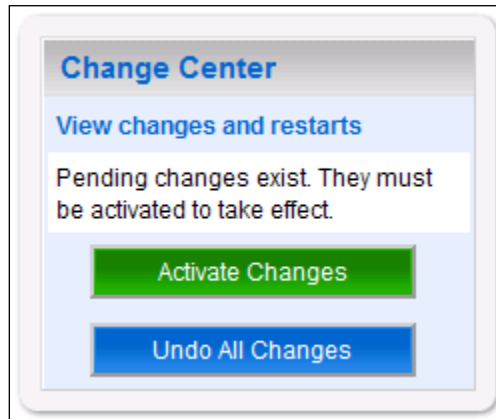 Change Center
View changes and restarts
Pending changes exist. They must
be activated to take effect.
Activate Changes
Undo All Changes